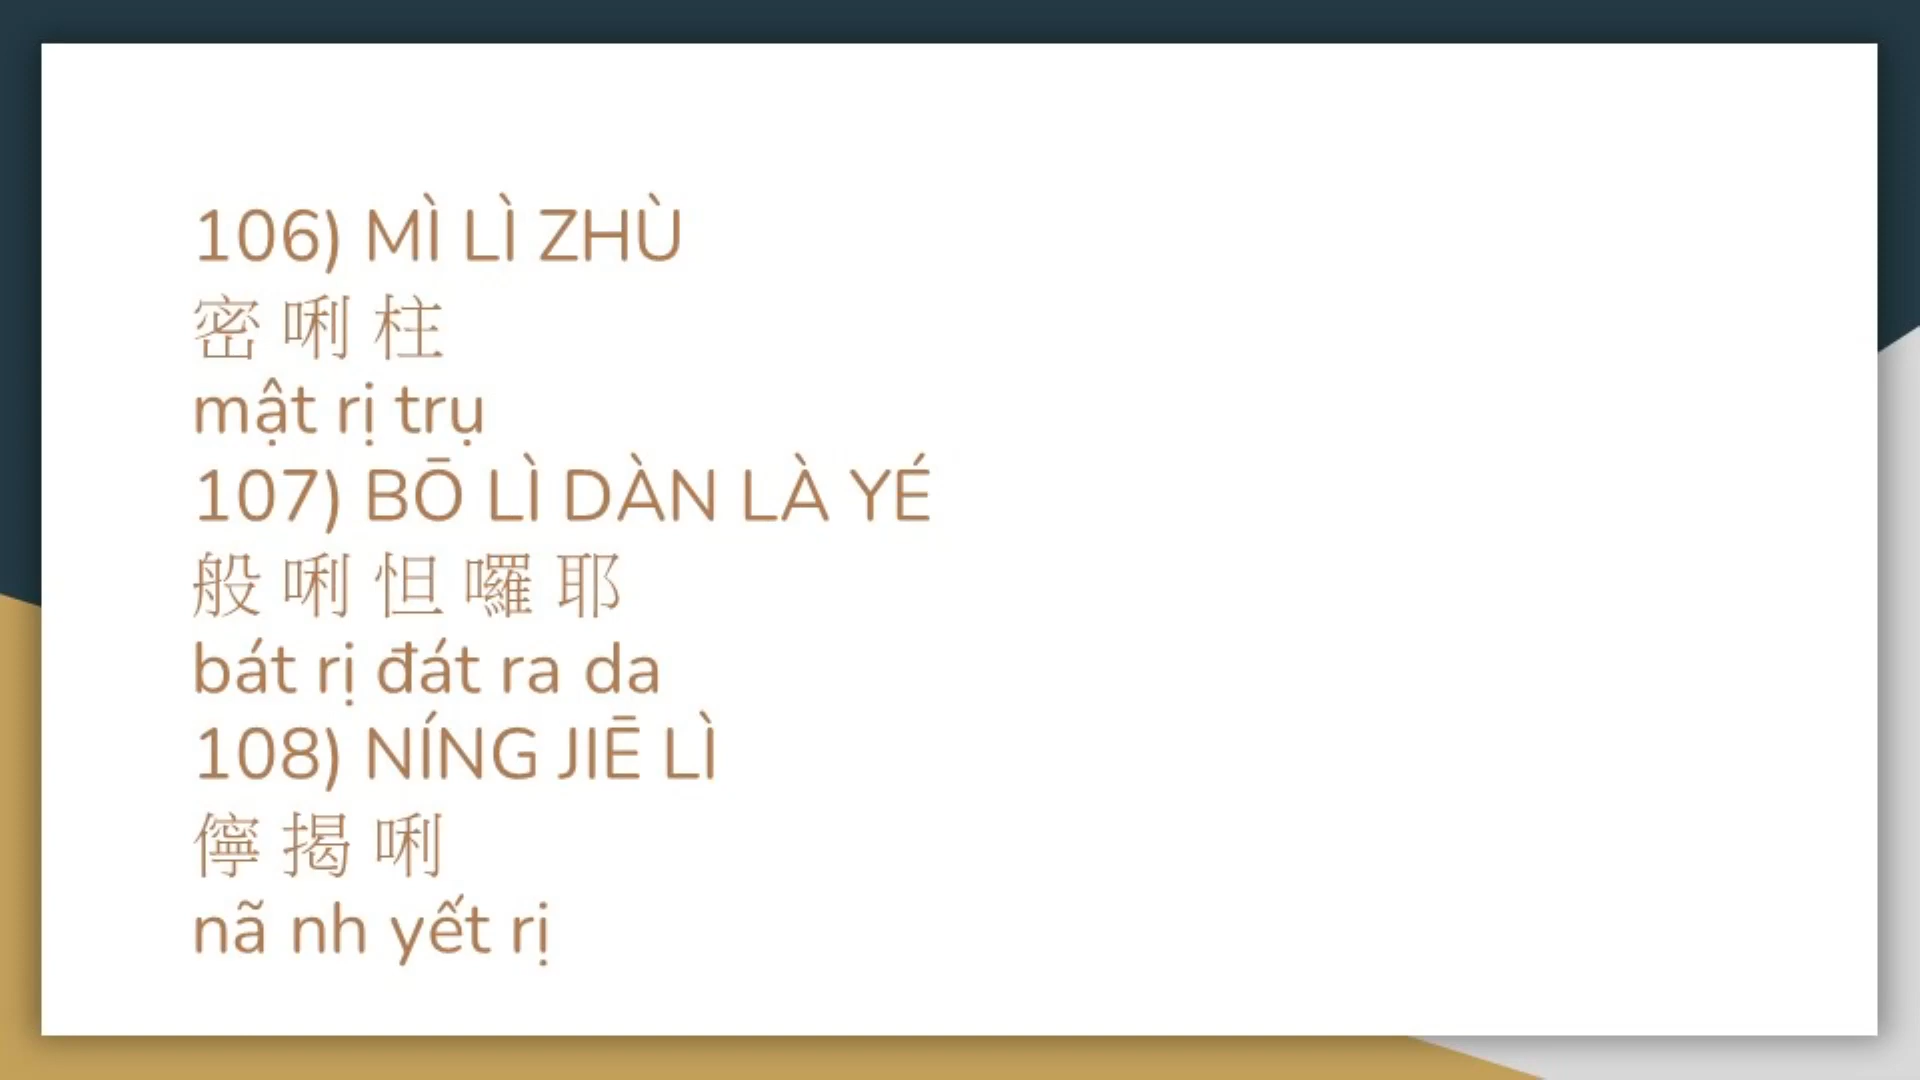 106) MÌ LÌ ZHÙ
密 唎 柱
mật rị trụ
107) BŌ LÌ DÀN LÀ YÉ
般 唎 怛 囉 耶
bát rị đát ra da
108) NÍNG JIĒ LÌ
儜 揭 唎
nã nh yết rị